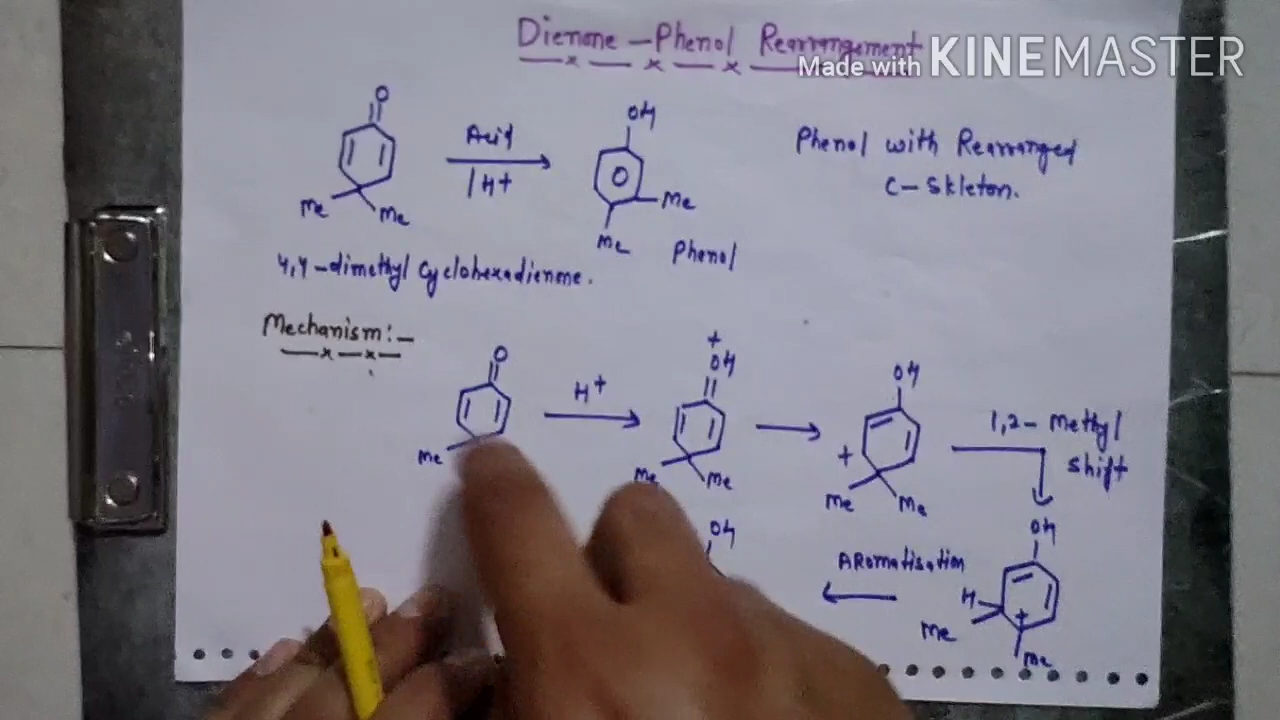 Dienone - Phenol Rearrangement
Made with KINEMASTER
O
Acid
/H+
Me
Me
OH
Me
Me
Phenol
Phenol with Rearranged
C- Skleton.
4,4-dimethyl Cyclohexadienone.
Mechanism:-
O
Me
H+
+
OH
Me
Me
OH
+
Me
Me
1,2- Methyl
Shift
OH
H
Me
+
Me
ARomatisation
OH